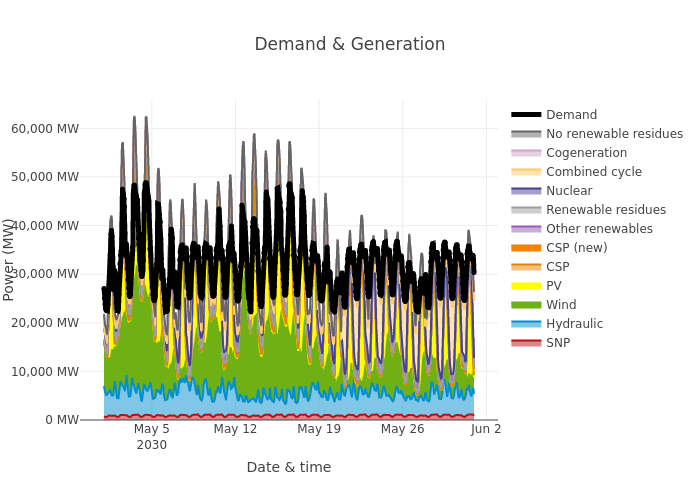 Demand & Generation
Power (MW)
60,000 MW
50,000 MW
40,000 MW
30,000 MW
20,000 MW
10,000 MW
0 MW
May 5
2030
May 12
May 19
May 26
Jun 2
Date & time
Demand
No renewable residues
Cogeneration
Combined cycle
Nuclear
Renewable residues
Other renewables
CSP (new)
CSP
PV
Wind
Hydraulic
SNP